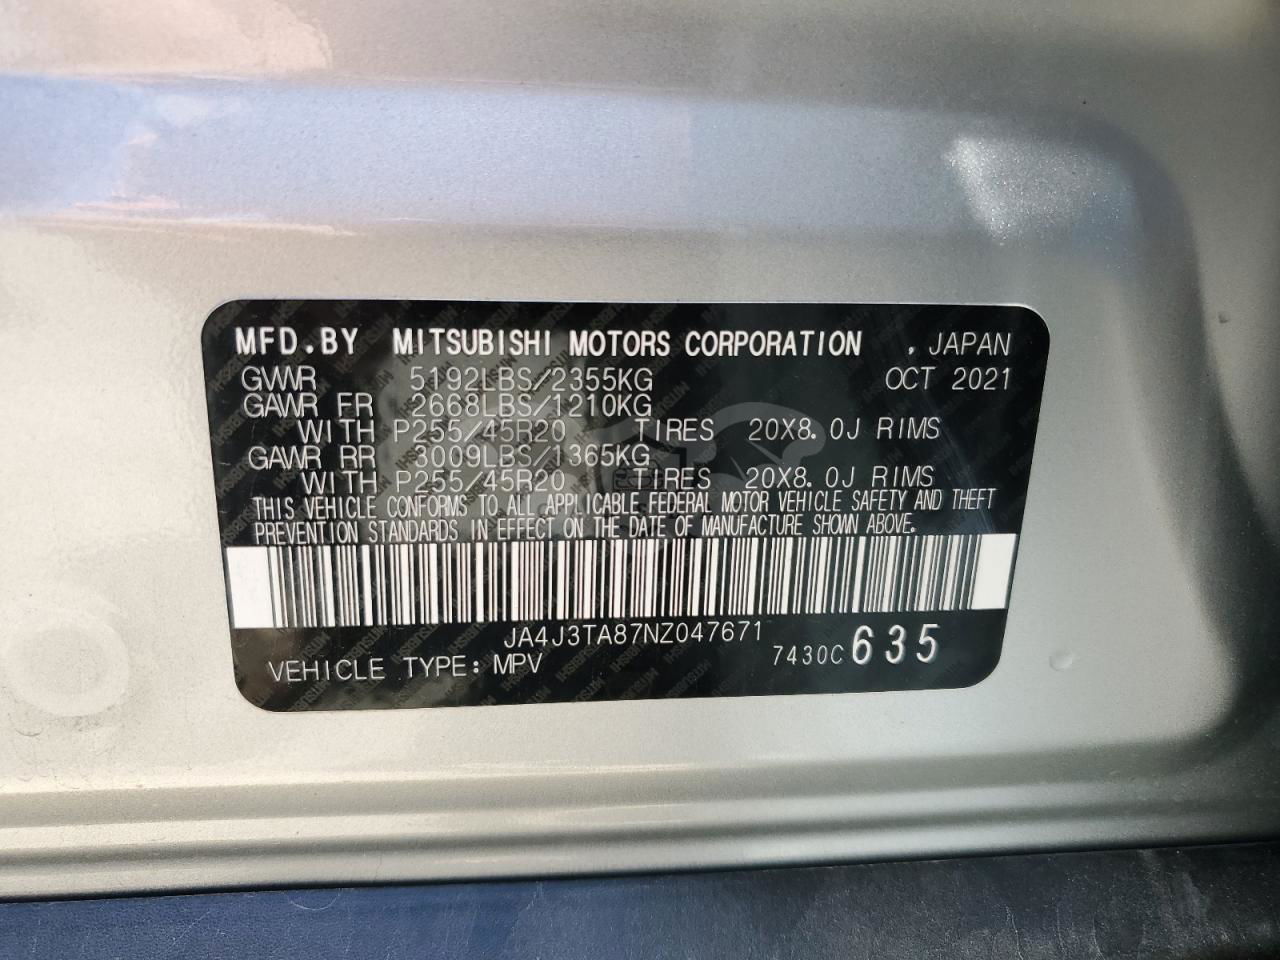 MFD.BY MITSUBISHI MOTORS CORPORATION , JAPAN
GVWR 5192LBS/2355KG OCT 2021
GAWR FR 2668LBS/1210KG
WITH P255/45R20 TIRES 20X8.0J RIMS
GAWR RR 3009LBS/1365KG
WITH P255/45R20 TIRES 20X8.0J RIMS
THIS VEHICLE CONFORMS TO ALL APPLICABLE FEDERAL MOTOR VEHICLE SAFETY AND THEFT
PREVENTION STANDARDS IN EFFECT ON THE DATE OF MANUFACTURE SHOWN ABOVE.
JA4J3TA87NZ047671
VEHICLE TYPE: MPV 7430C 635